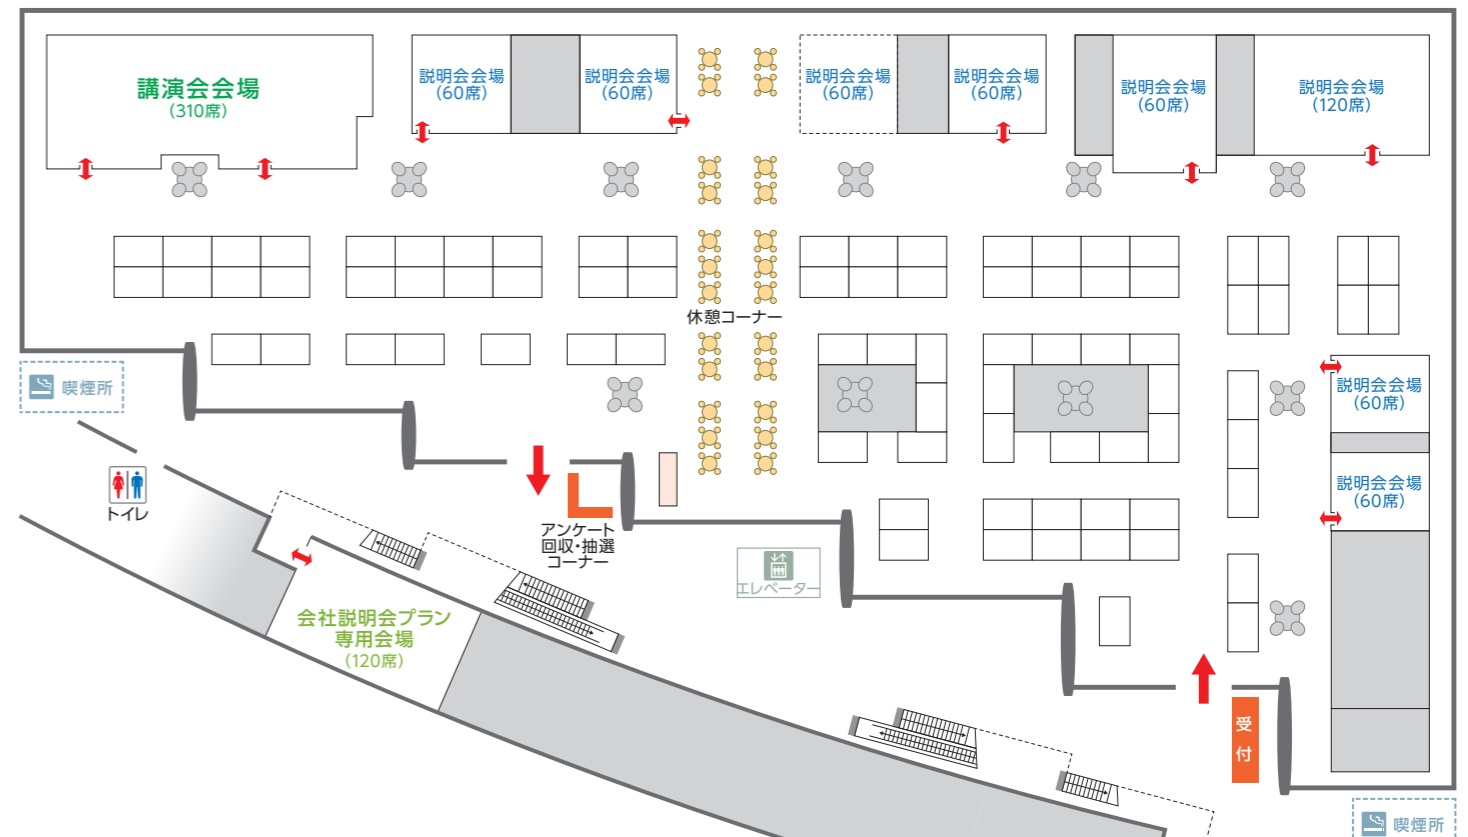 講演会会場
(310席)
説明会会場
(60席)
説明会会場
(60席)
説明会会場
(60席)
説明会会場
(60席)
説明会会場
(60席)
説明会会場
(120席)
休憩コーナー
喫煙所
説明会会場
(60席)
説明会会場
(60席)
トイレ
アンケート
回収・抽選
コーナー
エレベーター
会社説明会プラン
専用会場
(120席)
受
付
喫煙所